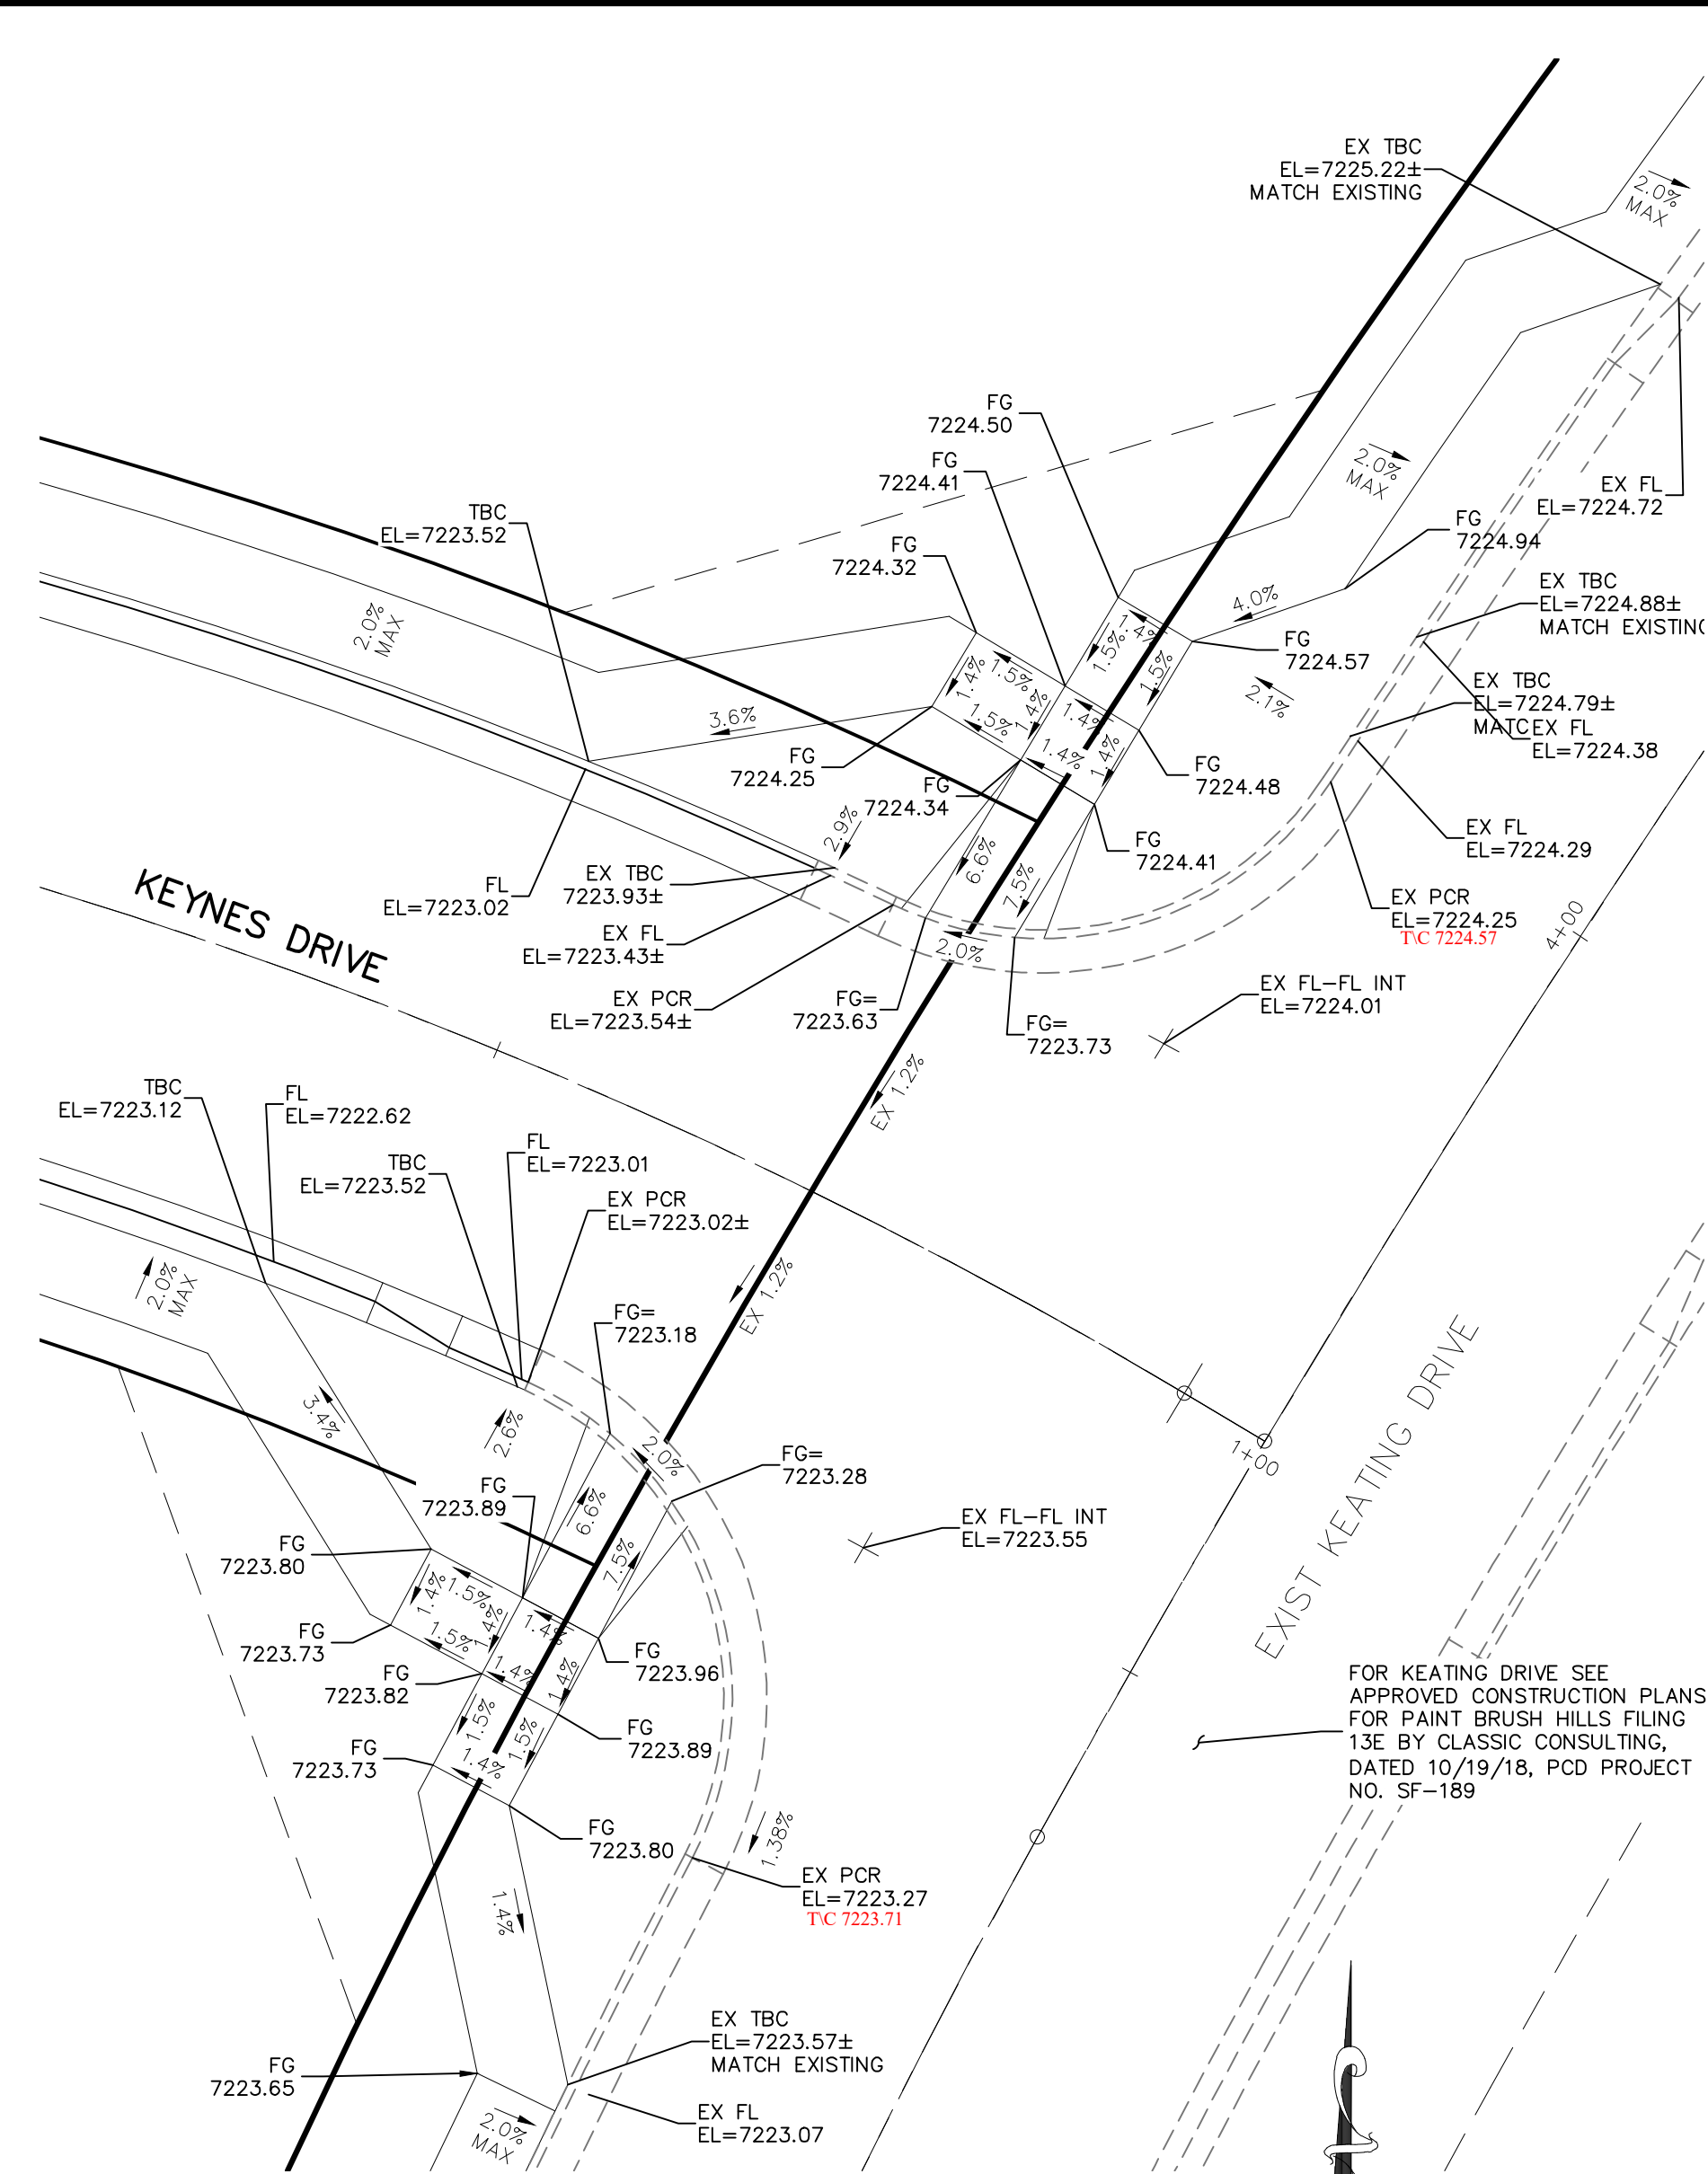 EX TBC
EL=7225.22±
MATCH EXISTING
2.0%
MAX
FG
7224.50
FG
7224.41
2.0%
MAX
EX FL
EL=7224.72
TBC
EL=7223.52
FG
7224.32
FG
7224.94
4.0%
EX TBC
EL=7224.88±
MATCH EXISTING
2.0%
MAX
1.4%
1.5%
1.5%
FG
7224.57
1.4%
1.5%
1.4%
1.5%
2.1%
EX TBC
EL=7224.79±
MATC
EX FL
EL=7224.38
3.6%
1.4%
1.4%
1.4%
FG
7224.25
FG
7224.34
FG
7224.48
2.9%
6.6%
7.5%
FG
7224.41
EX FL
EL=7224.29
KEYNES DRIVE
FL
EL=7223.02
EX TBC
7223.93±
EX FL
EL=7223.43±
EX PCR
EL=7223.54±
2.0%
FG=
7223.63
FG=
7223.73
EX PCR
EL=7224.25
T\C 7224.57
4+00
EX FL-FL INT
EL=7224.01
EX 1.2%
TBC
EL=7223.12
FL
EL=7222.62
TBC
EL=7223.52
FL
EL=7223.01
EX PCR
EL=7223.02±
2.0%
MAX
EX 1.2%
FG=
7223.18
3.4%
2.6%
2.0%
FG=
7223.28
1+00
EXIST KEATING DRIVE
FG
7223.89
6.6%
7.5%
EX FL-FL INT
EL=7223.55
FG
7223.80
1.4%
1.5%
1.4%
1.5%
1.4%
1.4%
1.4%
FG
7223.73
FG
7223.82
FG
7223.96
1.5%
1.5%
FG
7223.89
FG
7223.73
1.4%
FG
7223.80
FOR KEATING DRIVE SEE
APPROVED CONSTRUCTION PLANS
FOR PAINT BRUSH HILLS FILING
13E BY CLASSIC CONSULTING,
DATED 10/19/18, PCD PROJECT
NO. SF-189
1.38%
1.4%
EX PCR
EL=7223.27
T\C 7223.71
EX TBC
EL=7223.57±
MATCH EXISTING
FG
7223.65
2.0%
MAX
EX FL
EL=7223.07